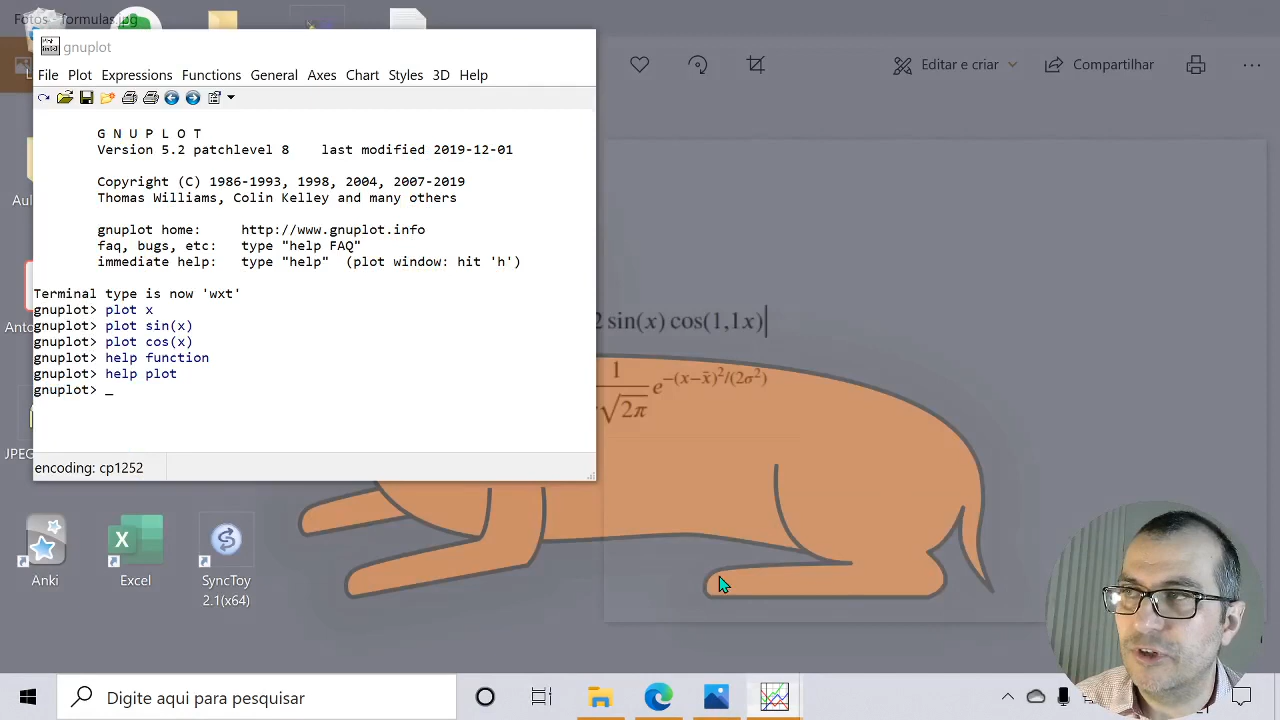 Fotos - formulas.jpg
gnuplot
File Plot Expressions Functions General Axes Chart Styles 3D Help
Editar e criar
Compartilhar
G N U P L O T
Version 5.2 patchlevel 8 last modified 2019-12-01
Copyright (C) 1986-1993, 1998, 2004, 2007-2019
Thomas Williams, Colin Kelley and many others
gnuplot home: http://www.gnuplot.info
faq, bugs, etc: type "help FAQ"
immediate help: type "help" (plot window: hit 'h')
Terminal type is now 'wxt'
gnuplot> plot x
gnuplot> plot sin(x)
gnuplot> plot cos(x)
gnuplot> help function
gnuplot> help plot
gnuplot> _
2 sin(x) cos(1,1x)
1
√2π e^-(x-x̄)²/(2σ²)
encoding: cp1252
Anki
Excel
SyncToy
2.1(x64)
Digite aqui para pesquisar